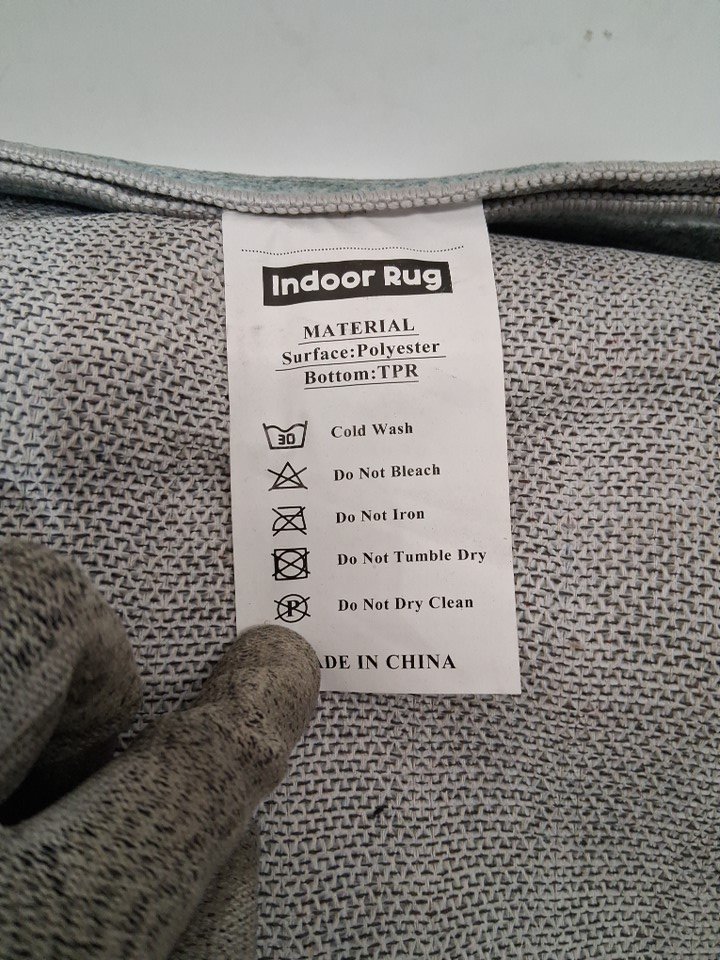 Indoor Rug
MATERIAL
Surface:Polyester
Bottom:TPR
30 Cold Wash
Do Not Bleach
Do Not Iron
Do Not Tumble Dry
P Do Not Dry Clean
IN CHINA